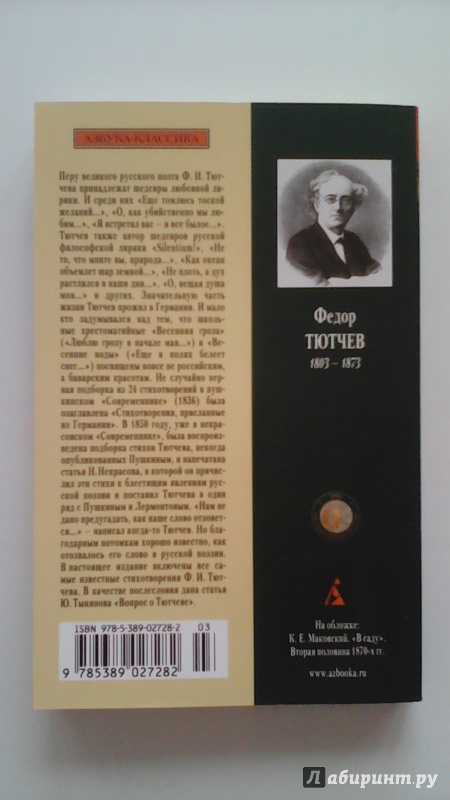 АЗБУКА-КЛАССИКА
Перу великого русского поэта Ф. И. Тют-
чева принадлежат шедевры любовной ли-
рики. И среди них «Еще томлюсь тоской
желаний...», «О, как убийственно мы лю-
бим...», «Я встретил вас – и все былое...».
Тютчев также автор шедевров русской
философской лирики «Silentium!», «Не то,
что мните вы, природа...», «Как океан
объемлет шар земной...», «Не плоть, а дух
растлился в наши дни...», «О, вещая душа
моя...» и других. Значительную часть
жизни Тютчев прожил в Германии. И мало
кто задумывался над тем, что школь-
ные хрестоматийные «Весенняя гроза»
(«Люблю грозу в начале мая...») и «Ве-
сенние воды» («Еще в полях белеет
снег...») посвящены вовсе не российским,
а баварским красотам. Не случайно пер-
вая подборка из 24 стихотворений в пуш-
кинском «Современнике» (1836) была
озаглавлена «Стихотворения, присланные
из Германии». В 1850 году, уже в некра-
совском «Современнике», была воспроиз-
ведена подборка стихов Тютчева, некогда
опубликованных Пушкиным, и напечатана
статья Н.Некрасова, в которой он причис-
лил эти стихи к блестящим явлениям рус-
ской поэзии и поставил Тютчева в один
ряд с Пушкиным и Лермонтовым. «Нам не
дано предугадать, как наше слово отзовет-
ся...» – написал когда-то Тютчев. Но бла-
годарным потомкам хорошо известно, как
отозвалось его слово в русской поэзии.
В настоящее издание включены все са-
мые известные стихотворения Ф. И. Тют-
чева. В качестве послесловия дана статья
Ю. Тынянова «Вопрос о Тютчеве».
ISBN 978-5-389-02728-2 03
9 785389 027282
Федор
ТЮТЧЕВ
1803 – 1873
На обложке:
К. Е. Маковский. «В саду».
Вторая половина 1870-х гг.
www.azbooka.ru
Лабиринт.ру